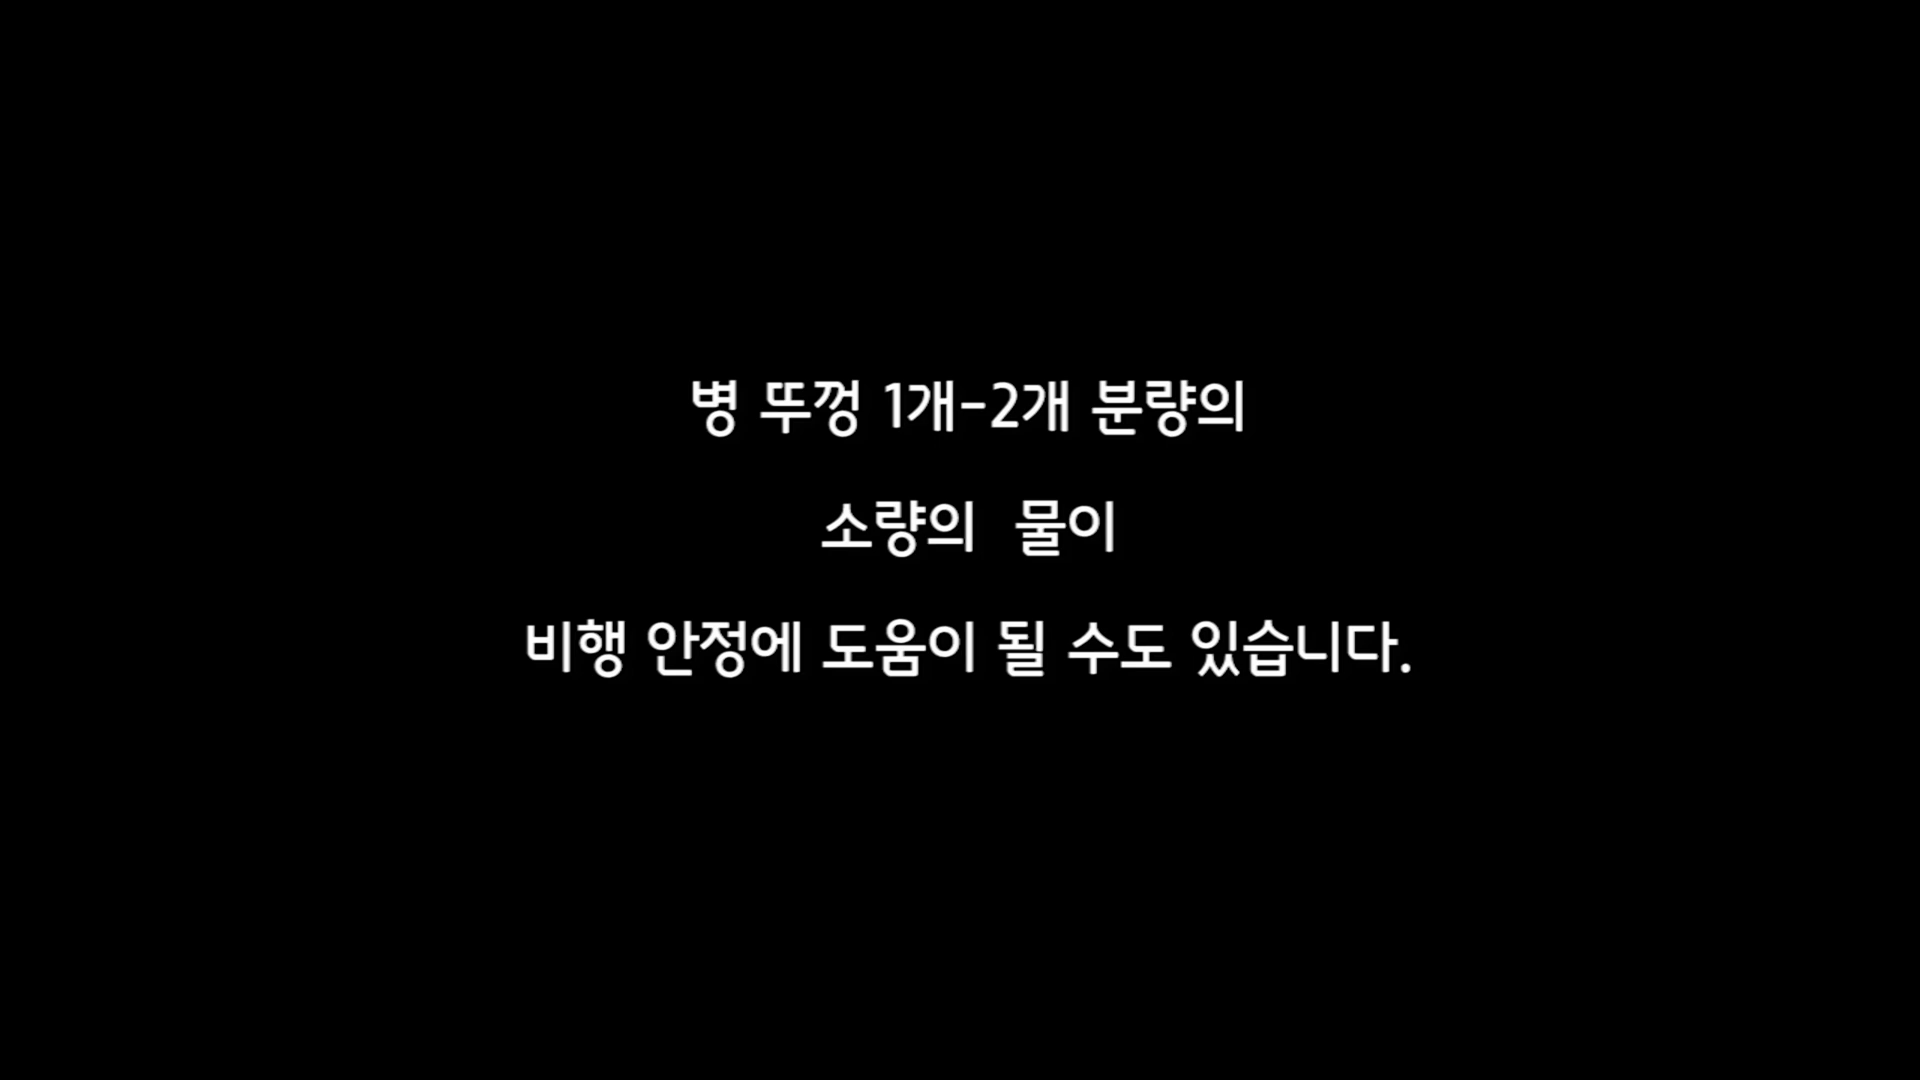 병 뚜껑 1개-2개 분량의
소량의 물이
비행 안정에 도움이 될 수도 있습니다.